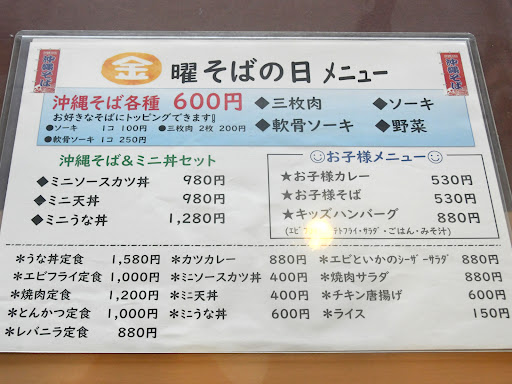 沖縄そば
金曜そばの日 メニュー
沖縄そば
沖縄そば各種 600円 ◆三枚肉 ◆ソーキ
お好きなそばにトッピングできます!! ◆軟骨ソーキ ◆野菜
●ソーキ 1コ 100円 ●三枚肉 2枚 200円
●軟骨ソーキ 1コ 250円
沖縄そば&ミニ丼セット
◆ミニソースカツ丼 980円
◆ミニ天丼 980円
◆ミニうな丼 1,280円
お子様メニュー
★お子様カレー 530円
★お子様そば 530円
★キッズハンバーグ 880円
ポテトフライ・サラダ・ごはん・みそ汁)
*うな丼定食 1,580円 *カツカレー 880円 *エビといかのシーザーサラダ 880円
*エビフライ定食 1,000円 *ミニソースカツ丼 400円 *焼肉サラダ 880円
*焼肉定食 1,200円 *ミニ天丼 400円 *チキン唐揚げ 600円
*とんかつ定食 1,000円 *ミニうな丼 600円 *ライス 150円
*レバニラ定食 880円